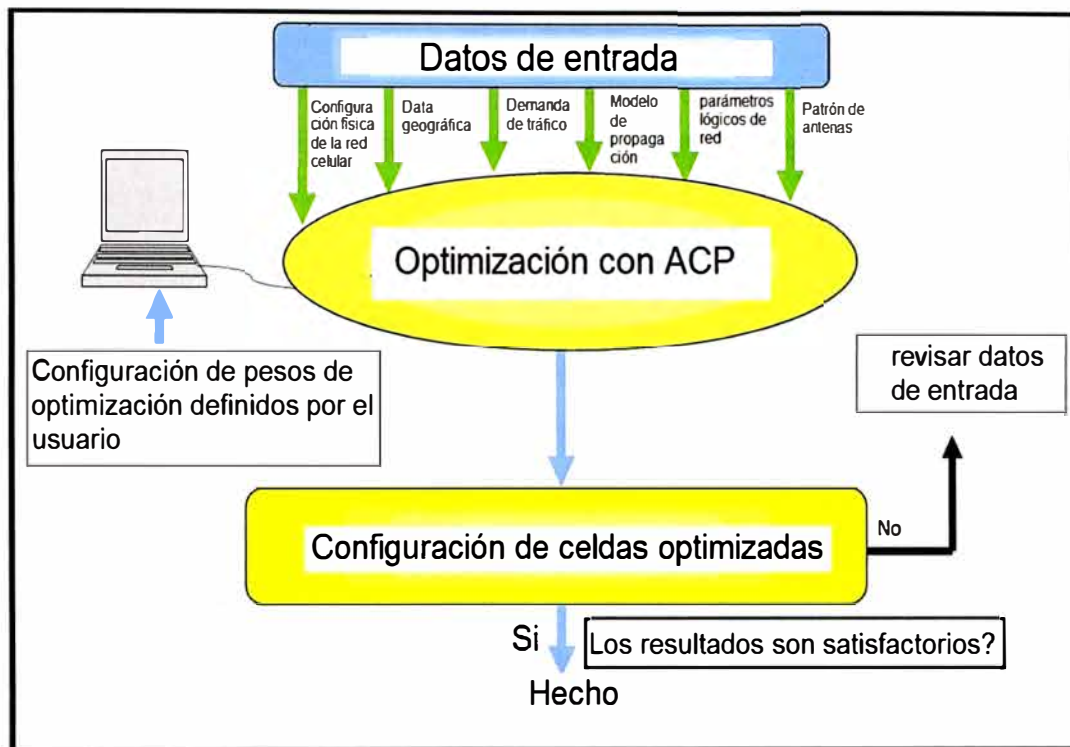 Datos de entrada
Configura
ción física
de la red
celular
Data
geográfica
Demanda
de tráfico
Modelo
de
propaga
ción
parámetros
lógicos de
red
Patrón de
antenas
Optimización con ACP
Configuración de pesos de
optimización definidos por el
usuario
revisar datos
de entrada
Configuración de celdas optimizadas
No
Si
Los resultados son satisfactorios?
Hecho